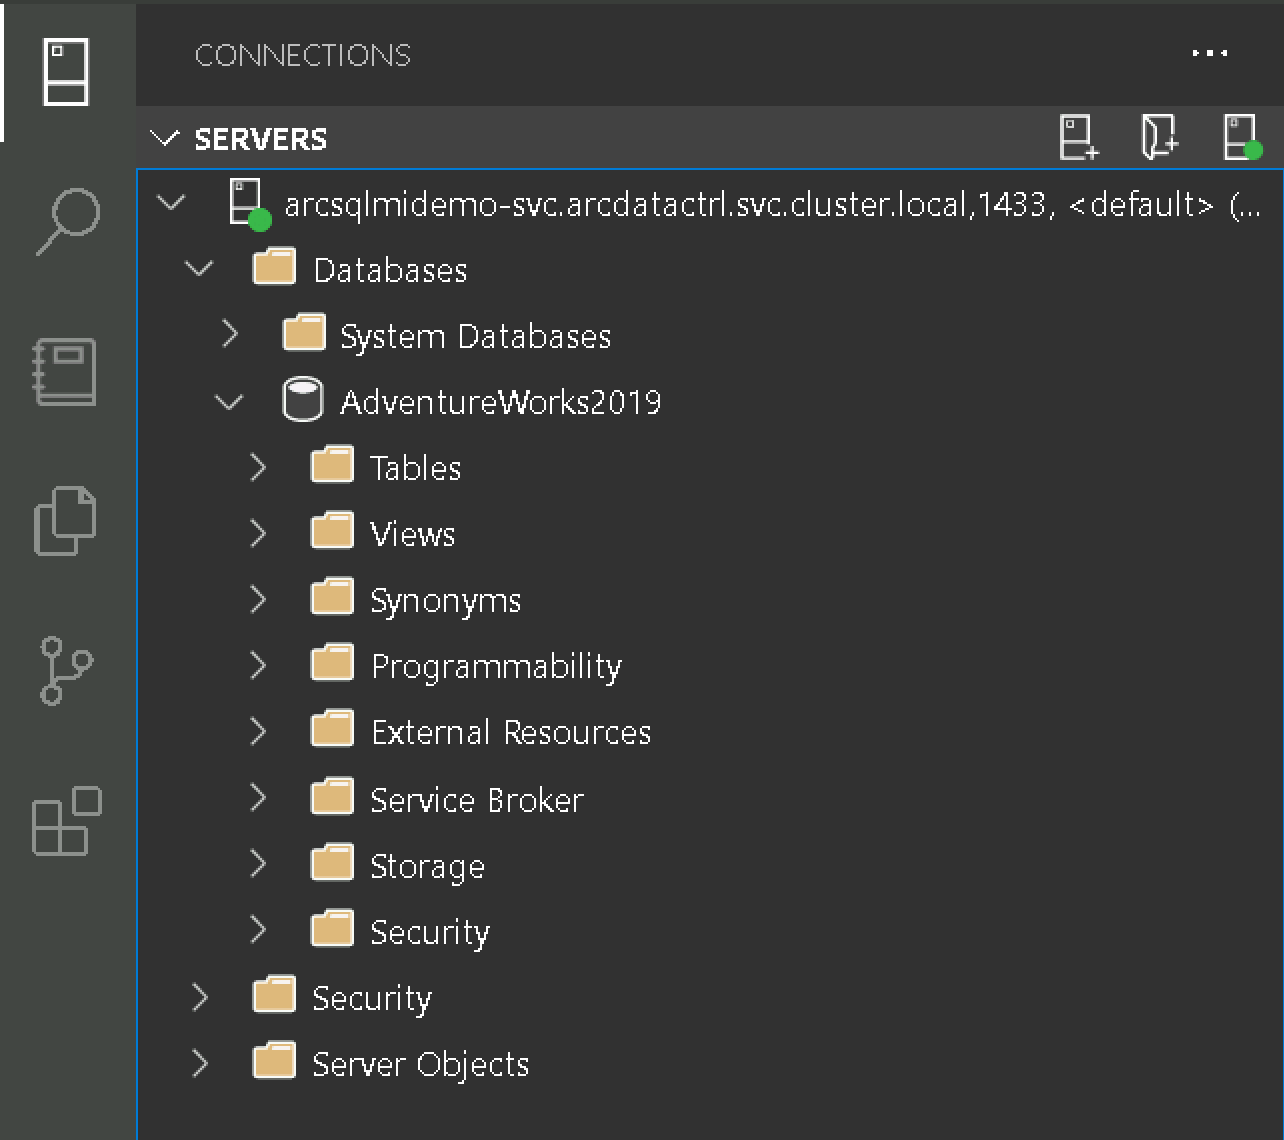 CONNECTIONS
SERVERS
arcsqlmidemo-svc.arcdatactrl.svc.cluster.local,1433, <default> (...
Databases
System Databases
AdventureWorks2019
Tables
Views
Synonyms
Programmability
External Resources
Service Broker
Storage
Security
Security
Server Objects